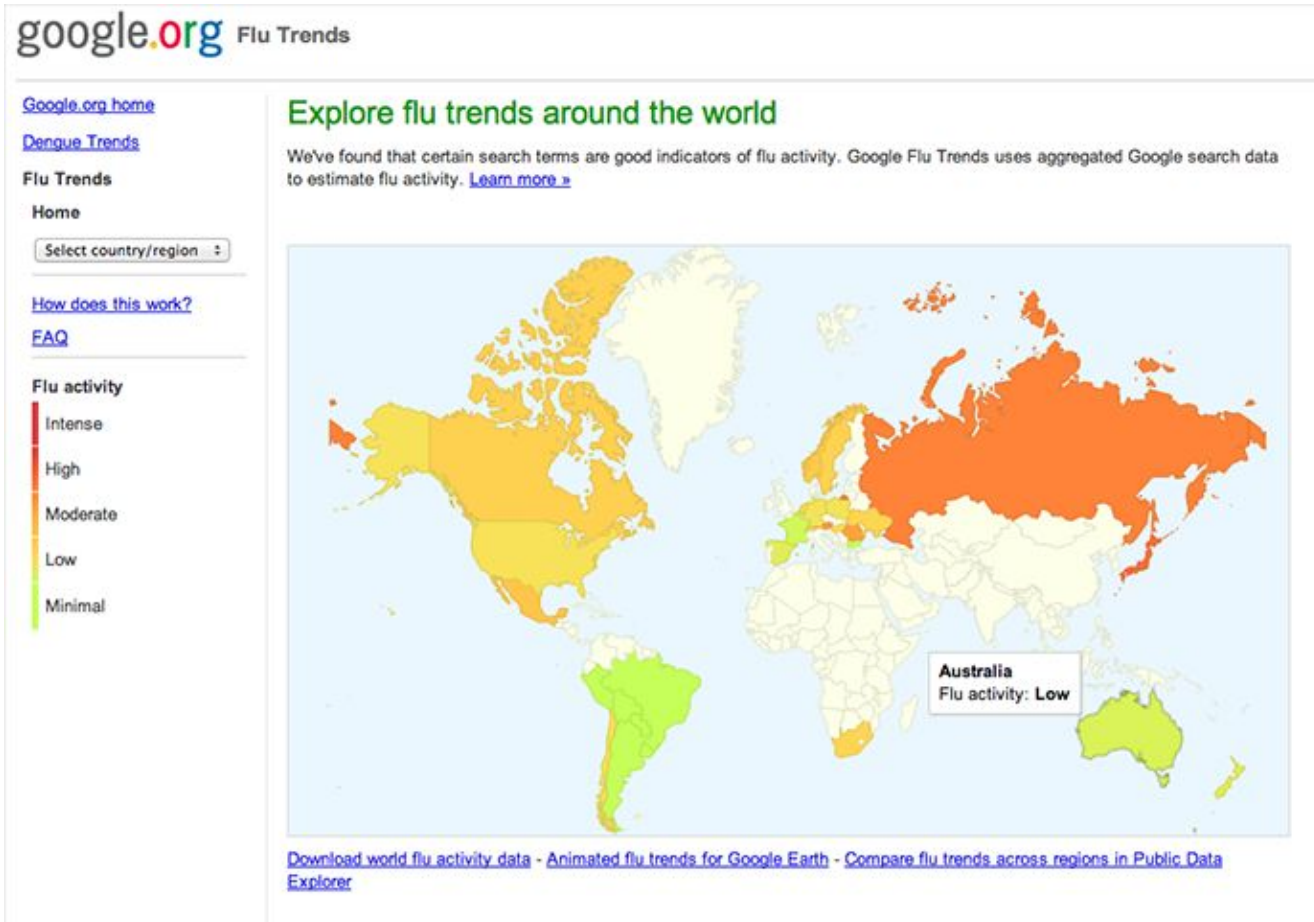 google.org Flu Trends
Google.org home
Dengue Trends
Flu Trends
Home
Select country/region
How does this work?
FAQ
Flu activity
Intense
High
Moderate
Low
Minimal
Explore flu trends around the world
We've found that certain search terms are good indicators of flu activity. Google Flu Trends uses aggregated Google search data
to estimate flu activity. Learn more »
Australia
Flu activity: Low
Download world flu activity data - Animated flu trends for Google Earth - Compare flu trends across regions in Public Data
Explorer